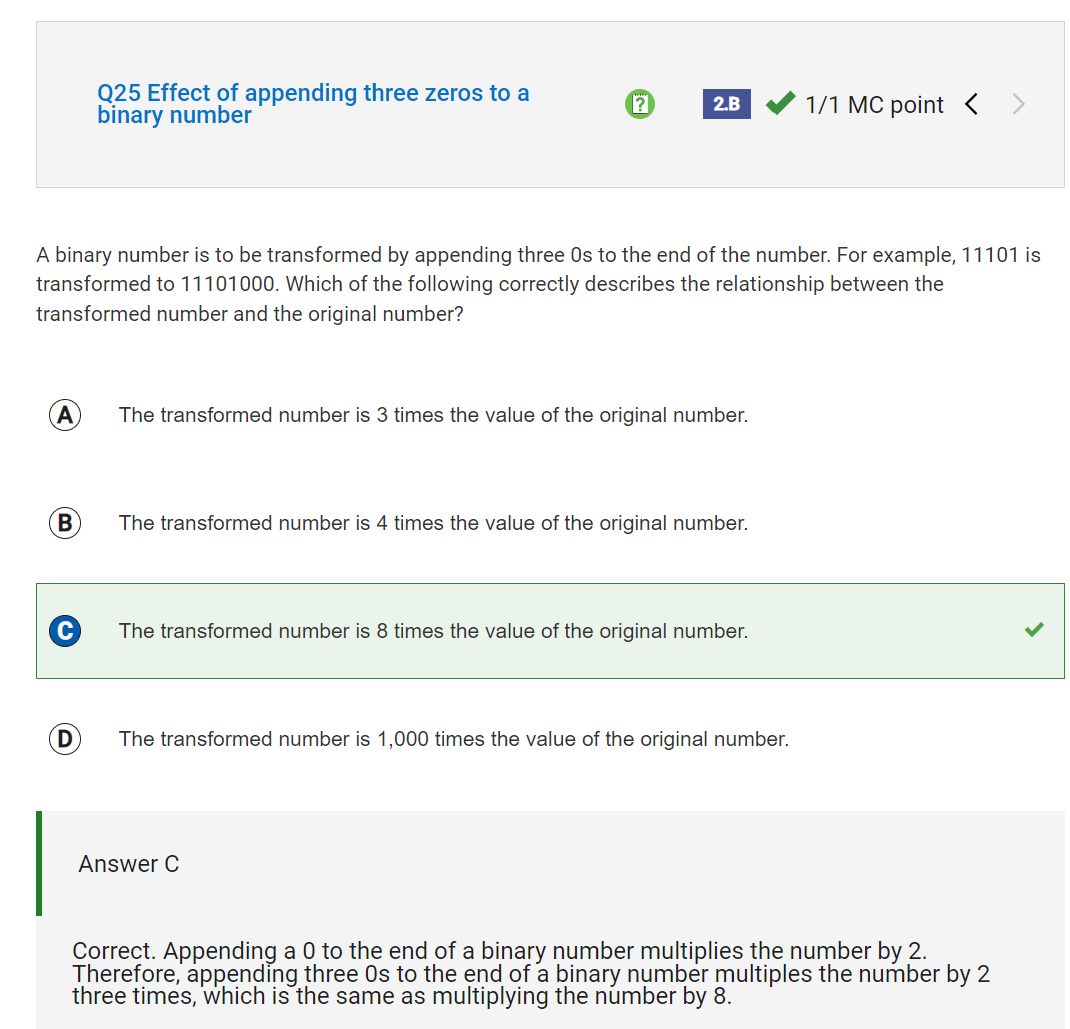 Q25 Effect of appending three zeros to a
binary number
2.B
1/1 MC point
A binary number is to be transformed by appending three 0s to the end of the number. For example, 11101 is
transformed to 11101000. Which of the following correctly describes the relationship between the
transformed number and the original number?
A The transformed number is 3 times the value of the original number.
B The transformed number is 4 times the value of the original number.
C The transformed number is 8 times the value of the original number.
D The transformed number is 1,000 times the value of the original number.
Answer C
Correct. Appending a 0 to the end of a binary number multiplies the number by 2.
Therefore, appending three 0s to the end of a binary number multiples the number by 2
three times, which is the same as multiplying the number by 8.